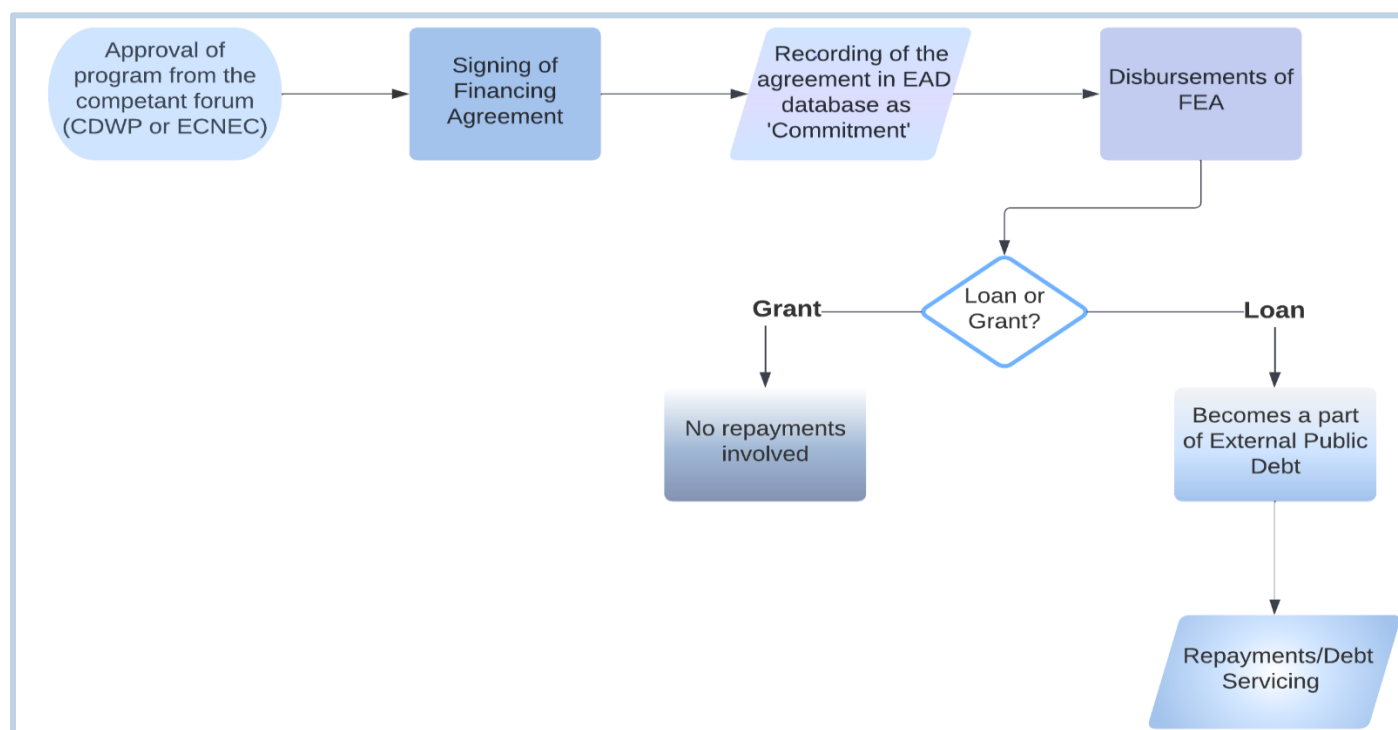 Approval of
program from the
competant forum
(CDWP or ECNEC)
Signing of
Financing
Agreement
Recording of the
agreement in EAD
database as
'Commitment'
Disbursements of
FEA
Loan or
Grant?
Grant
Loan
No repayments
involved
Becomes a part
of External Public
Debt
Repayments/Debt
Servicing